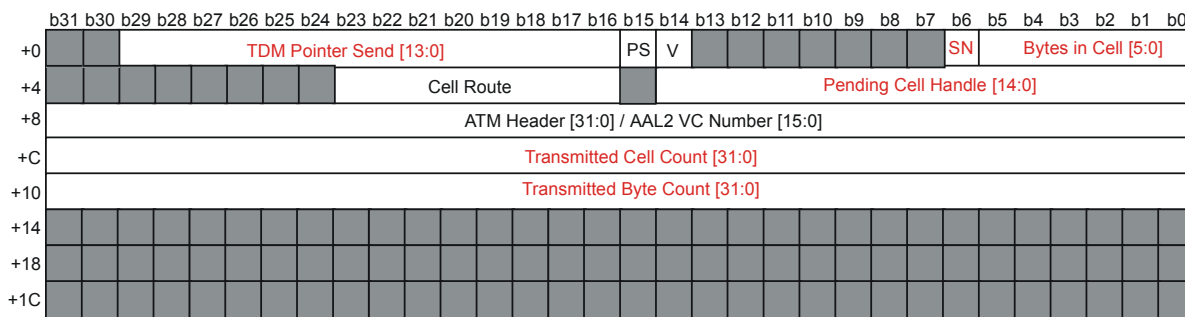 b31 b30 b29 b28 b27 b26 b25 b24 b23 b22 b21 b20 b19 b18 b17 b16 b15 b14 b13 b12 b11 b10 b9 b8 b7 b6 b5 b4 b3 b2 b1 b0
+0 TDM Pointer Send [13:0] PS V SN Bytes in Cell [5:0]
+4 Cell Route Pending Cell Handle [14:0]
+8 ATM Header [31:0] / AAL2 VC Number [15:0]
+C Transmitted Cell Count [31:0]
+10 Transmitted Byte Count [31:0]
+14
+18
+1C